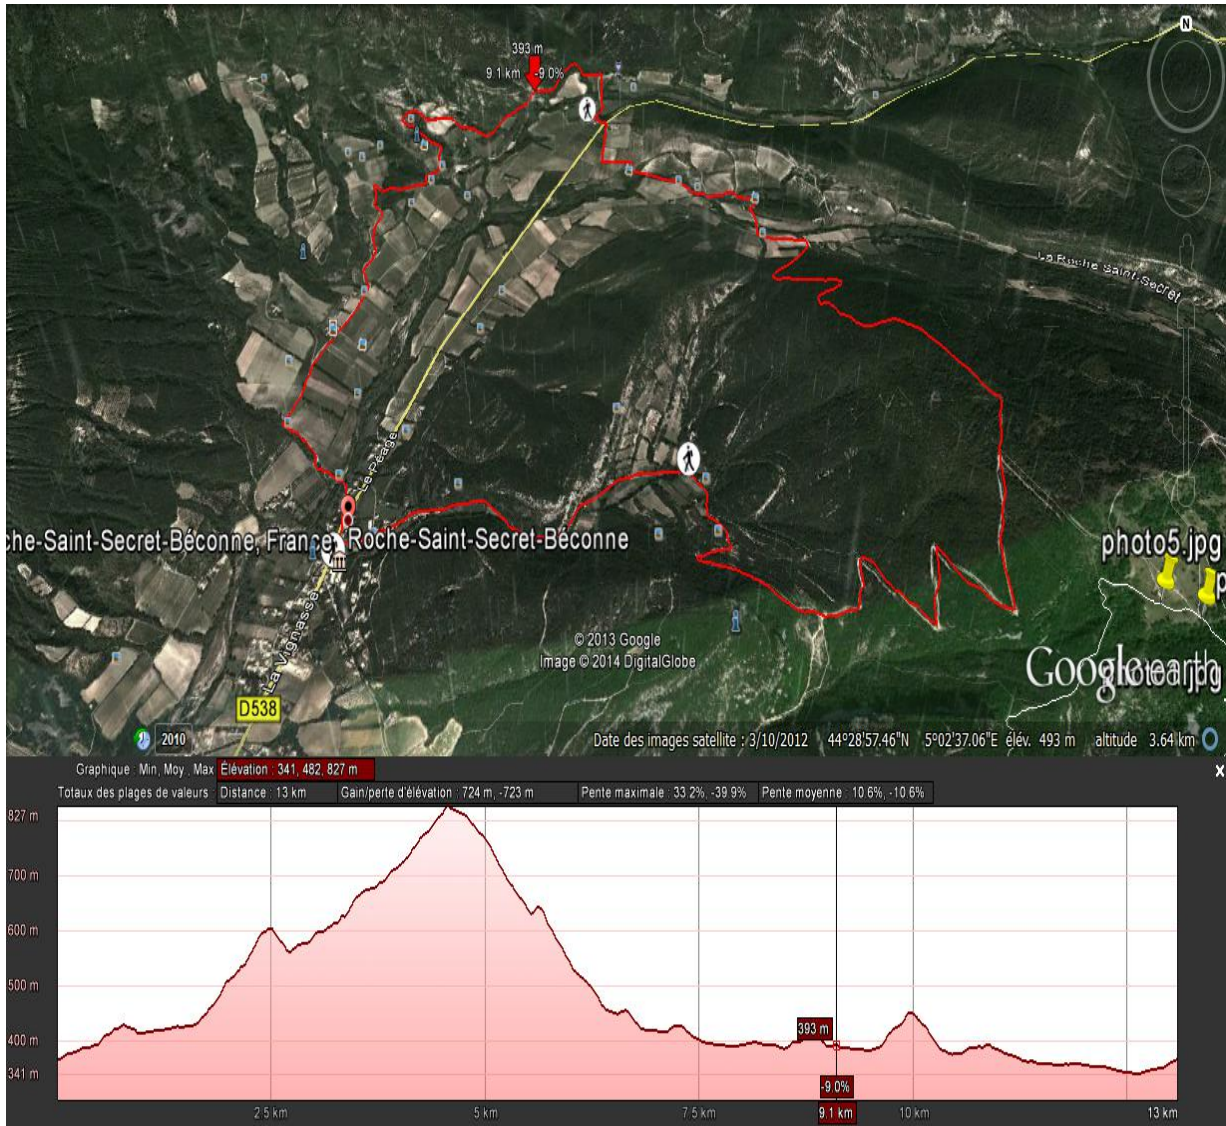 N
393 m
9.1 km -9.0%
La Roche Saint-Secret
Le Péage
che-Saint-Secret-Béconne, France
Roche-Saint-Secret-Béconne
photo5.jpg
p
La Vignasse
© 2013 Google
Image © 2014 DigitalGlobe
Google earth
D538
2010
Date des images satellite : 3/10/2012 44°28'57.46"N 5°02'37.06"E élév. 493 m altitude 3.64 km
Graphique : Min, Moy , Max Élévation : 341, 482, 827 m
x
Totaux des plages de valeurs : Distance : 13 km Gain/perte d'élévation : 724 m, -723 m Pente maximale : 33.2%, -39.9% Pente moyenne : 10.6%, -10.6%
827 m
700 m
600 m
500 m
400 m
341 m
393 m
-9.0%
2.5 km 5 km 7.5 km 9.1 km 10 km 13 km